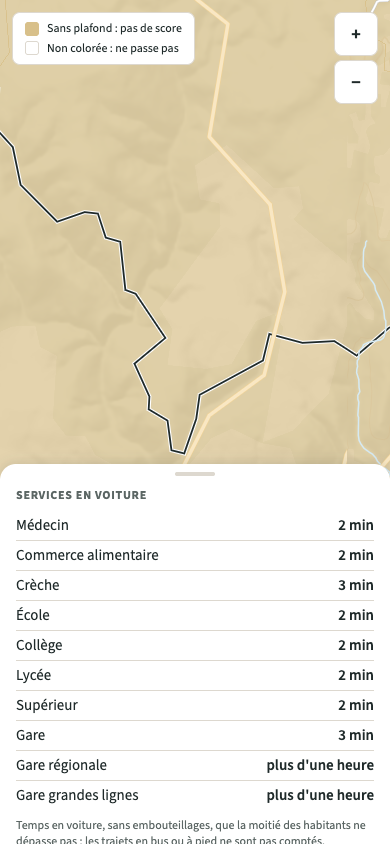 Sans plafond : pas de score
Non colorée : ne passe pas
+
−
SERVICES EN VOITURE
Médecin 2 min
Commerce alimentaire 2 min
Crèche 3 min
École 2 min
Collège 2 min
Lycée 2 min
Supérieur 2 min
Gare 3 min
Gare régionale plus d'une heure
Gare grandes lignes plus d'une heure
Temps en voiture, sans embouteillages, que la moitié des habitants ne
dépasse pas : les trajets en bus ou à pied ne sont pas comptés.